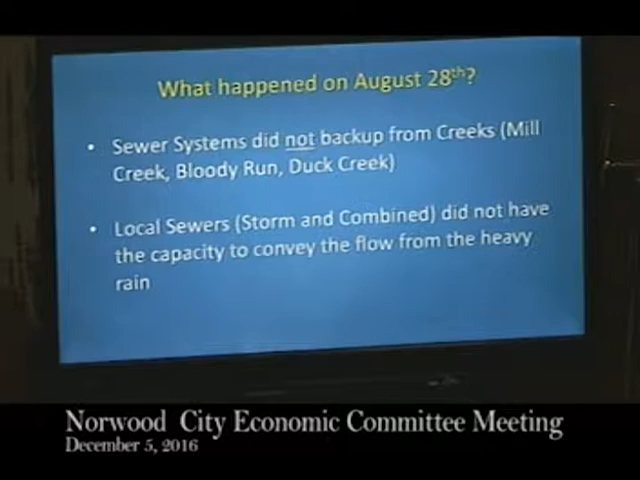 What happened on August 28th?
• Sewer Systems did not backup from Creeks (Mill
Creek, Bloody Run, Duck Creek)
• Local Sewers (Storm and Combined) did not have
the capacity to convey the flow from the heavy
rain
Norwood City Economic Committee Meeting
December 5, 2016